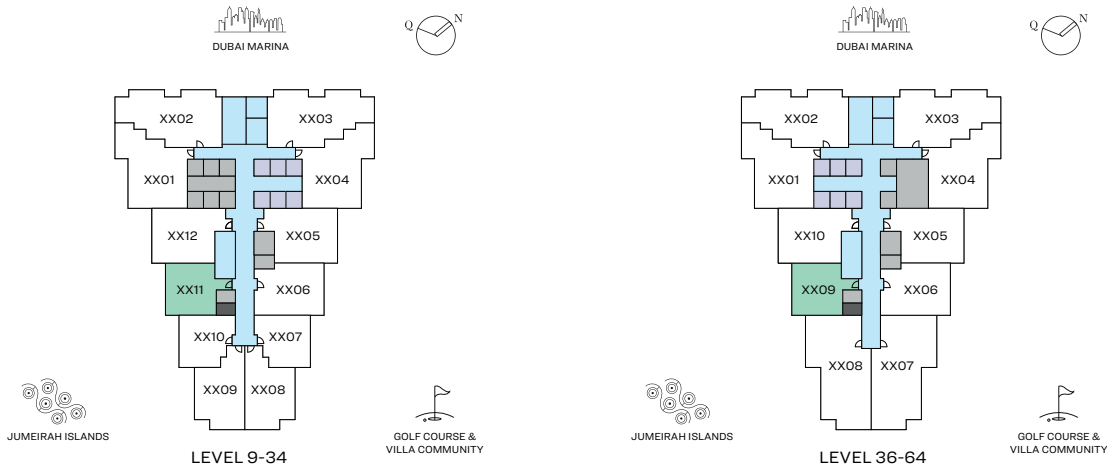 DUBAI MARINA
Q N
XX02 XX03
XX01 XX04
XX12 XX05
XX11 XX06
XX10 XX07
XX09 XX08
JUMEIRAH ISLANDS
GOLF COURSE &
VILLA COMMUNITY
LEVEL 9-34
DUBAI MARINA
Q N
XX02 XX03
XX01 XX04
XX10 XX05
XX09 XX06
XX08 XX07
JUMEIRAH ISLANDS
GOLF COURSE &
VILLA COMMUNITY
LEVEL 36-64